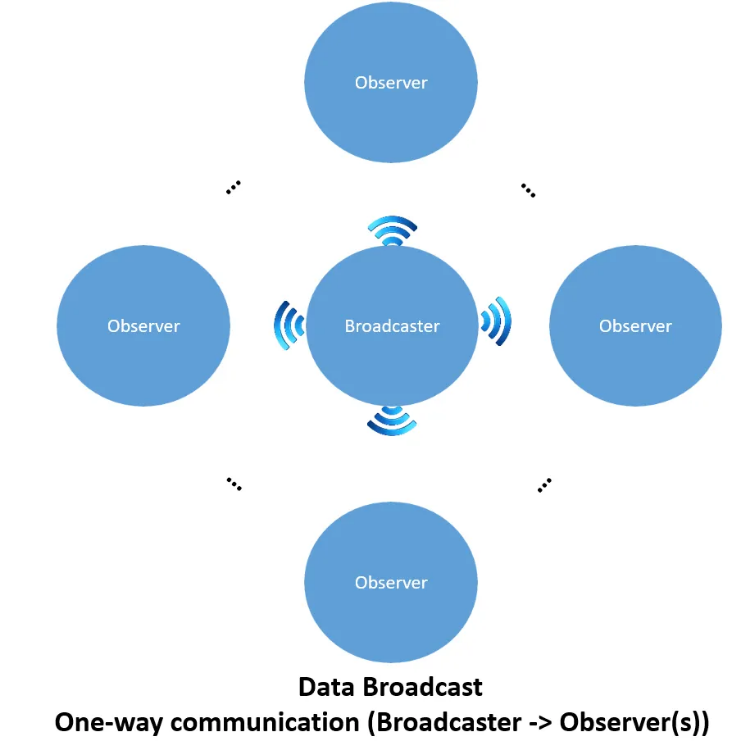 Observer
Observer
Broadcaster
Observer
Observer
Data Broadcast
One-way communication (Broadcaster -> Observer(s))